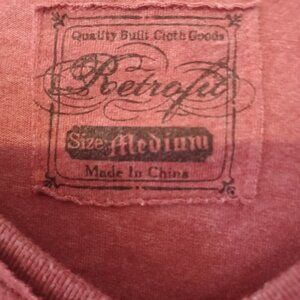 Quality Built Cloth Goods
Retrofit
Size: Medium
Made In China